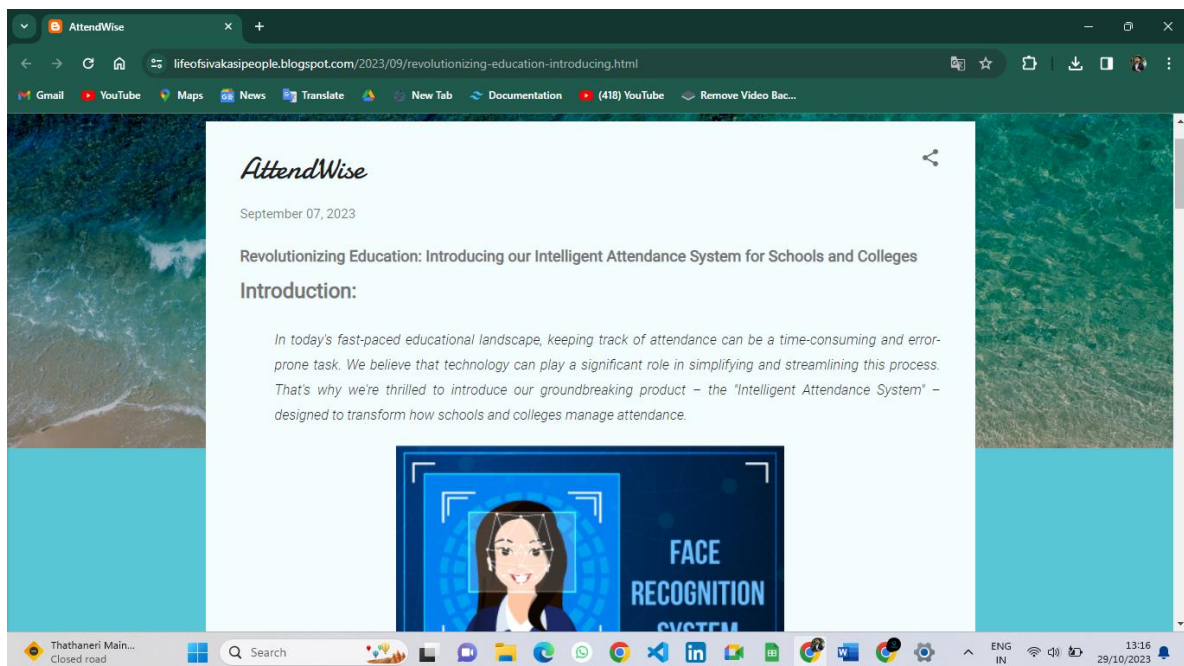 AttendWise
lifeofsivakasipeople.blogspot.com/2023/09/revolutionizing-education-introducing.html
Gmail YouTube Maps News Translate New Tab Documentation (418) YouTube Remove Video Bac...
AttendWise
September 07, 2023
Revolutionizing Education: Introducing our Intelligent Attendance System for Schools and Colleges
Introduction:
In today's fast-paced educational landscape, keeping track of attendance can be a time-consuming and error-
prone task. We believe that technology can play a significant role in simplifying and streamlining this process.
That's why we're thrilled to introduce our groundbreaking product – the "Intelligent Attendance System" –
designed to transform how schools and colleges manage attendance.
FACE
RECOGNITION
SYSTEM
Thathaneri Main...
Closed road
Search
ENG
IN
13:16
29/10/2023